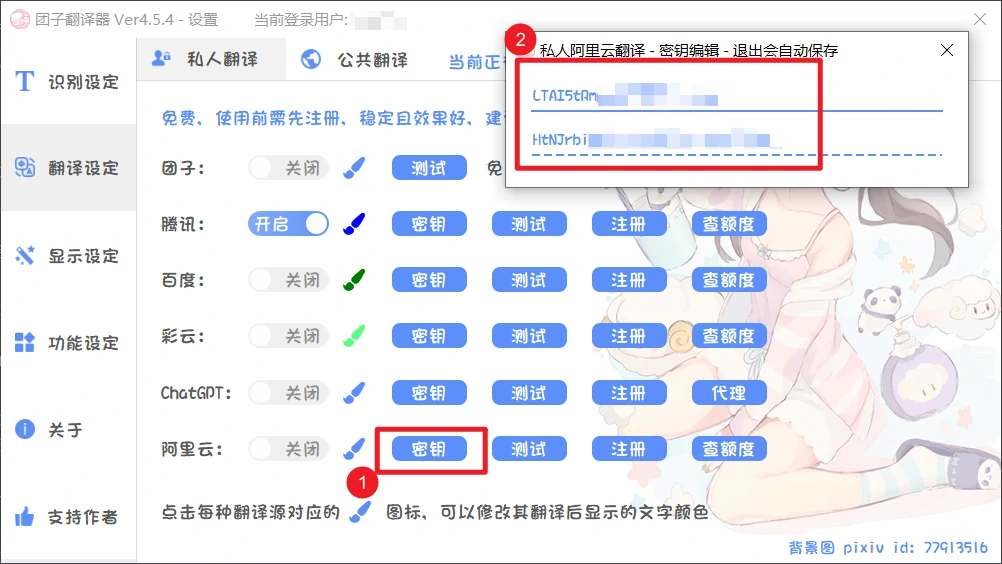 团子翻译器 Ver4.5.4 - 设置
当前登录用户:
识别设定
翻译设定
显示设定
功能设定
关于
支持作者
私人翻译
公共翻译
当前正
2
私人阿里云翻译 - 密钥编辑 - 退出会自动保存
LTAI5tRm
HtNJrbi
免费, 使用前需先注册, 稳定且效果好, 建
团子: 关闭 测试 免
腾讯: 开启 密钥 测试 注册 查额度
百度: 关闭 密钥 测试 注册 查额度
彩云: 关闭 密钥 测试 注册 查额度
ChatGPT: 关闭 密钥 测试 注册 代理
阿里云: 关闭 密钥 测试 注册 查额度
1
点击每种翻译源对应的 图标, 可以修改其翻译后显示的文字颜色
背景图 pixiv id: 77913516